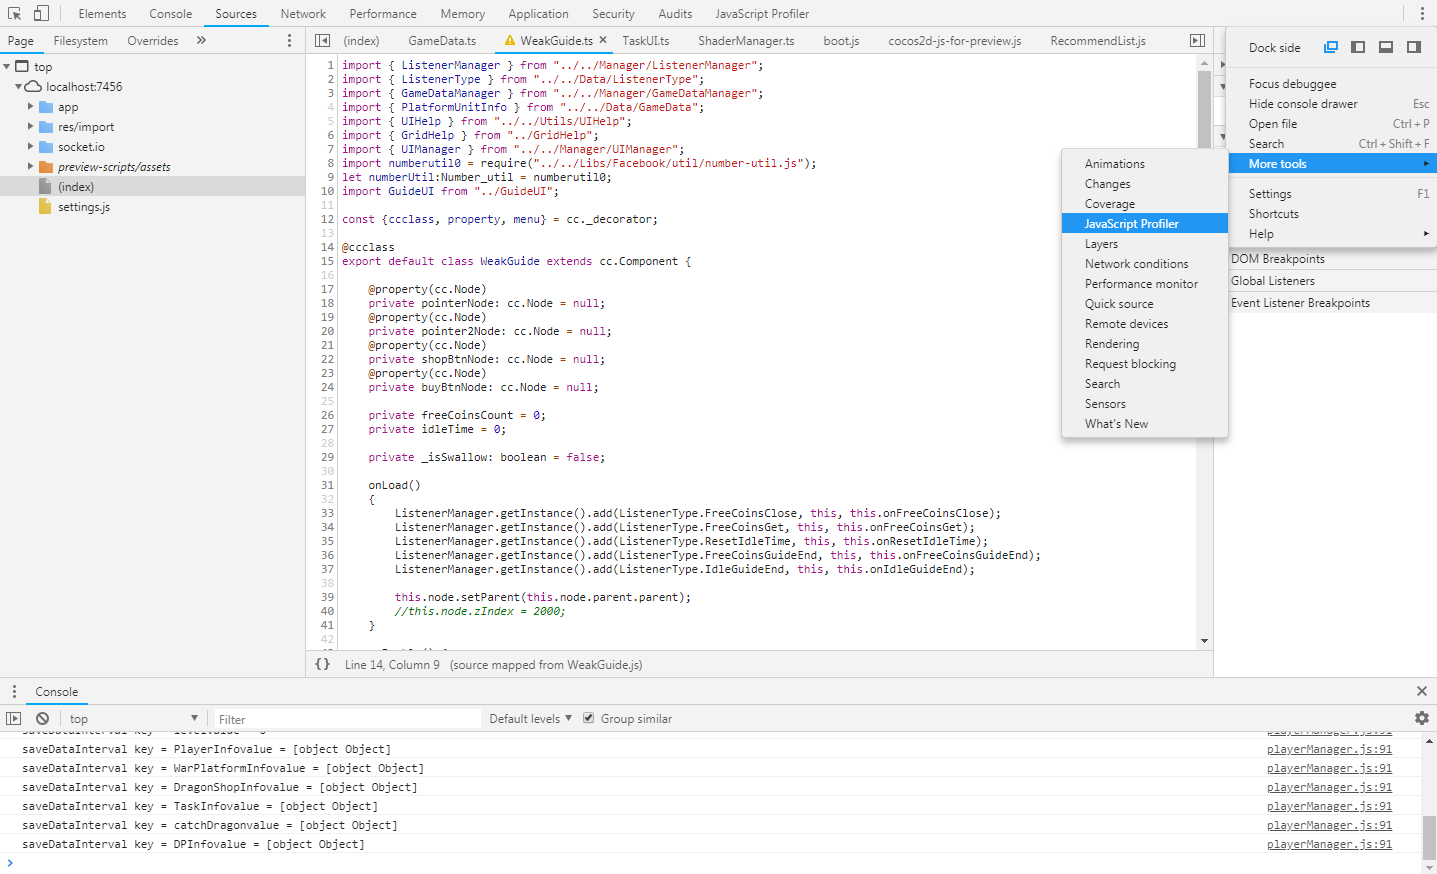 Elements Console Sources Network Performance Memory Application Security Audits JavaScript Profiler
Page Filesystem Overrides »
(index) GameData.ts WeakGuide.ts × TaskUI.ts ShaderManager.ts boot.js cocos2d-js-for-preview.js RecommendList.js
top
localhost:7456
app
res/import
socket.io
preview-scripts/assets
(index)
settings.js
1 import { ListenerManager } from "../../Manager/ListenerManager";
2 import { ListenerType } from "../../Data/ListenerType";
3 import { GameDataManager } from "../../Manager/GameDataManager";
4 import { PlatformUnitInfo } from "../../Data/GameData";
5 import { UIHelp } from "../../Utils/UIHelp";
6 import { GridHelp } from "../GridHelp";
7 import { UIManager } from "../../Manager/UIManager";
8 import numberutil0 = require("../../Libs/Facebook/util/number-util.js");
9 let numberUtil:Number_util = numberutil0;
10 import GuideUI from "../GuideUI";
11
12 const {ccclass, property, menu} = cc._decorator;
13
14 @ccclass
15 export default class WeakGuide extends cc.Component {
16
17 @property(cc.Node)
18 private pointerNode: cc.Node = null;
19 @property(cc.Node)
20 private pointer2Node: cc.Node = null;
21 @property(cc.Node)
22 private shopBtnNode: cc.Node = null;
23 @property(cc.Node)
24 private buyBtnNode: cc.Node = null;
25
26 private freeCoinsCount = 0;
27 private idleTime = 0;
28
29 private _isSwallow: boolean = false;
30
31 onLoad()
32 {
33 ListenerManager.getInstance().add(ListenerType.FreeCoinsClose, this, this.onFreeCoinsClose);
34 ListenerManager.getInstance().add(ListenerType.FreeCoinsGet, this, this.onFreeCoinsGet);
35 ListenerManager.getInstance().add(ListenerType.ResetIdleTime, this, this.onResetIdleTime);
36 ListenerManager.getInstance().add(ListenerType.FreeCoinsGuideEnd, this, this.onFreeCoinsGuideEnd);
37 ListenerManager.getInstance().add(ListenerType.IdleGuideEnd, this, this.onIdleGuideEnd);
38
39 this.node.setParent(this.node.parent.parent);
40 //this.node.zIndex = 2000;
41 }
42
{} Line 14, Column 9 (source mapped from WeakGuide.js)
Animations
Changes
Coverage
JavaScript Profiler
Layers
Network conditions
Performance monitor
Quick source
Remote devices
Rendering
Request blocking
Search
Sensors
What's New
Dock side
Focus debuggee
Hide console drawer Esc
Open file Ctrl + P
Search Ctrl + Shift + F
More tools
Settings F1
Shortcuts
Help
DOM Breakpoints
Global Listeners
Event Listener Breakpoints
Console
top Filter Default levels Group similar
saveDataInterval key = PlayerInfovalue = [object Object] playerManager.js:91
saveDataInterval key = WarPlatformInfovalue = [object Object] playerManager.js:91
saveDataInterval key = DragonShopInfovalue = [object Object] playerManager.js:91
saveDataInterval key = TaskInfovalue = [object Object] playerManager.js:91
saveDataInterval key = catchDragonvalue = [object Object] playerManager.js:91
saveDataInterval key = DPInfovalue = [object Object] playerManager.js:91